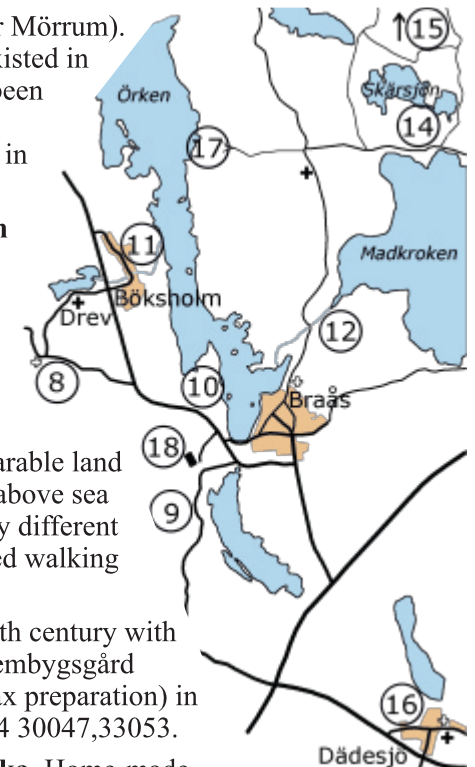 r Mörrum).
xisted in
been
in
n
arable land
above sea
y different
ed walking
th century with
embygsgård
ax preparation) in
4 30047,33053.
Home-made
Örken
15
Skärsjön
14
17
11
Madkroken
Böksholm
Drev
12
8
10
Braås
18
9
16
Dädesjö